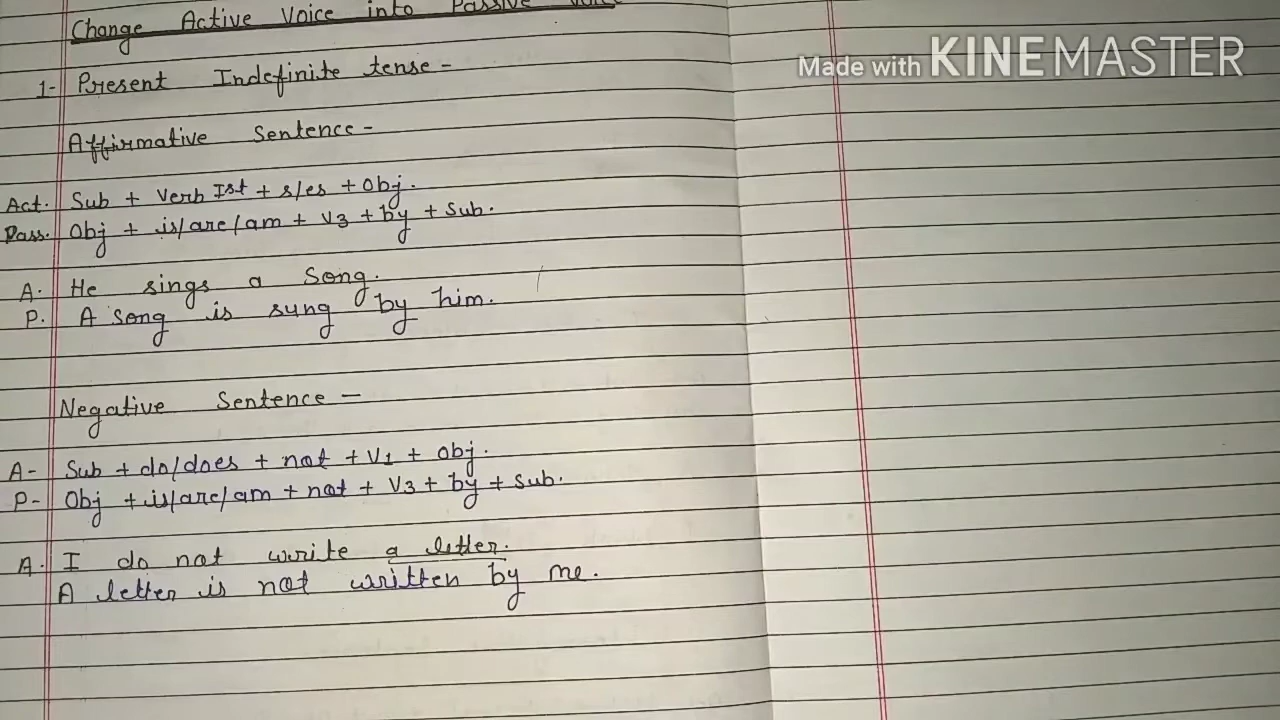 Change Active Voice into Passive Voice
Made with KINEMASTER
1- Present Indefinite tense-
Affirmative Sentence-
Act. Sub + Verb Ist + s/es + Obj.
Pass. Obj + is/are/am + V3 + by + Sub.
A. He sings a Song.
P. A Song is sung by him.
Negative Sentence-
A- Sub + do/does + not + V1 + Obj.
P- Obj + is/are/am + not + V3 + by + Sub.
A. I do not write a letter.
A letter is not written by me.